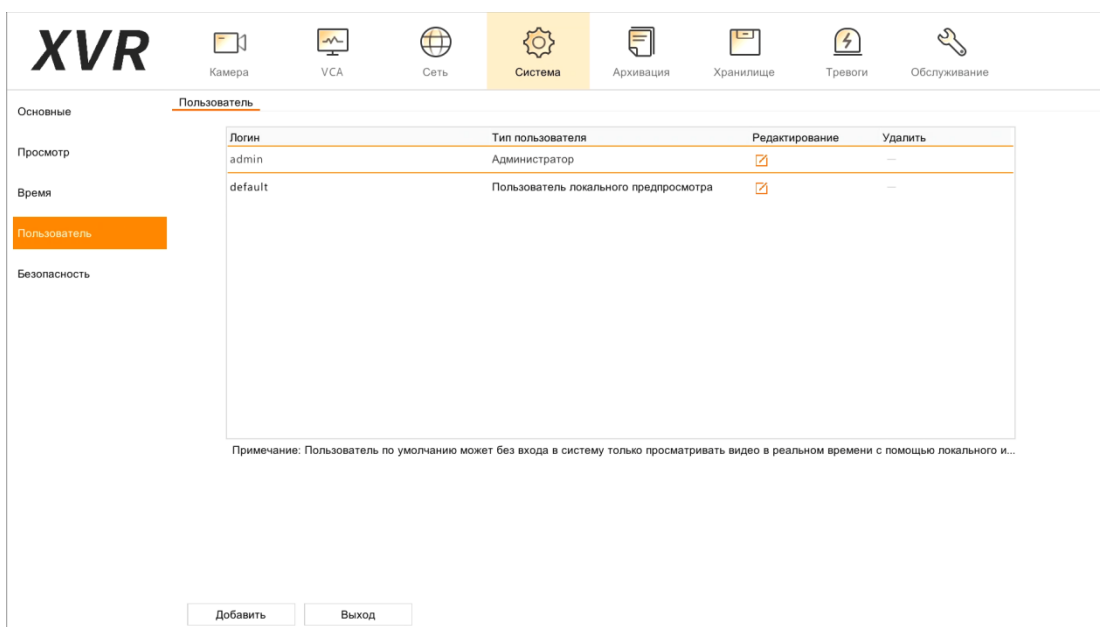 XVR
Камера VCA Сеть Система Архивация Хранилище Тревоги Обслуживание
Основные
Просмотр
Время
Пользователь
Безопасность
Пользователь
Логин Тип пользователя Редактирование Удалить
admin Администратор
default Пользователь локального предпросмотра
Примечание: Пользователь по умолчанию может без входа в систему только просматривать видео в реальном времени с помощью локального и...
Добавить Выход